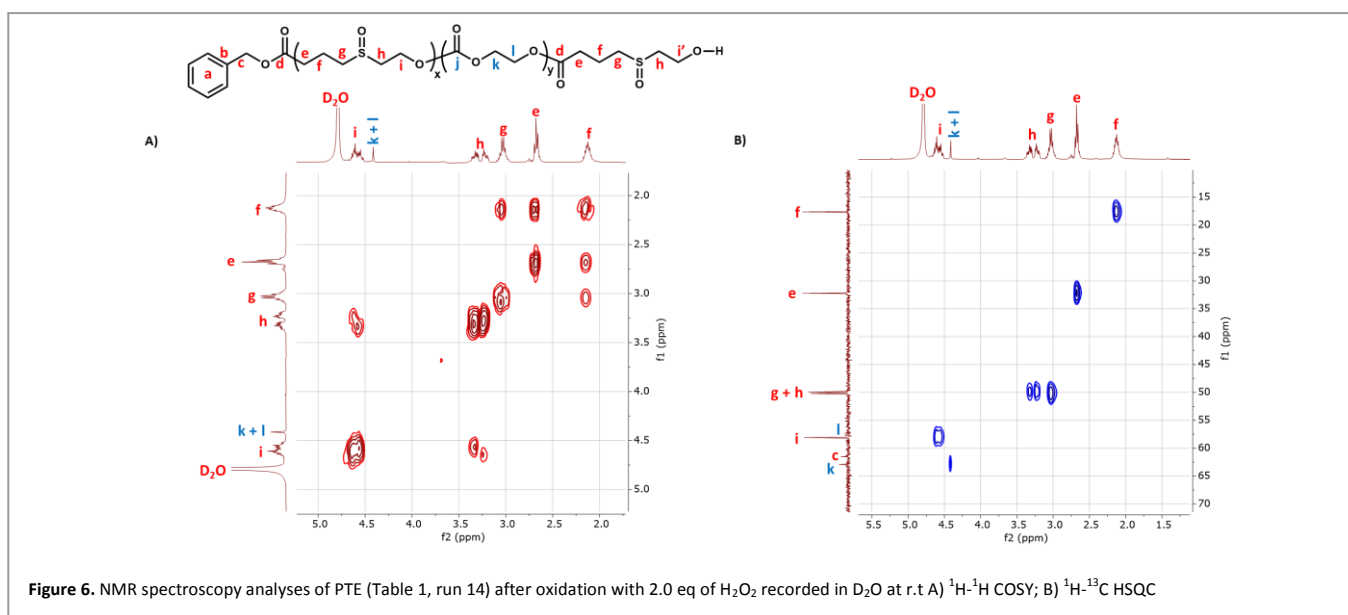 O O O O O
b e g h i l d f g i'
a c O d f S O x j O k O y e S h O–H
O O
D₂O
e
i k + l h g f
A)
f
e
g
h
k + l
i
D₂O
2.0
2.5
3.0
3.5
4.0
4.5
5.0
f1 (ppm)
5.0 4.5 4.0 3.5 3.0 2.5 2.0
f2 (ppm)
D₂O
e
i k + l h g f
B)
f
e
g + h
l
i
c
k
15
20
25
30
35
40
45
50
55
60
65
70
f1 (ppm)
5.5 5.0 4.5 4.0 3.5 3.0 2.5 2.0 1.5
f2 (ppm)
Figure 6. NMR spectroscopy analyses of PTE (Table 1, run 14) after oxidation with 2.0 eq of H₂O₂ recorded in D₂O at r.t A) ¹H-¹H COSY; B) ¹H-¹³C HSQC